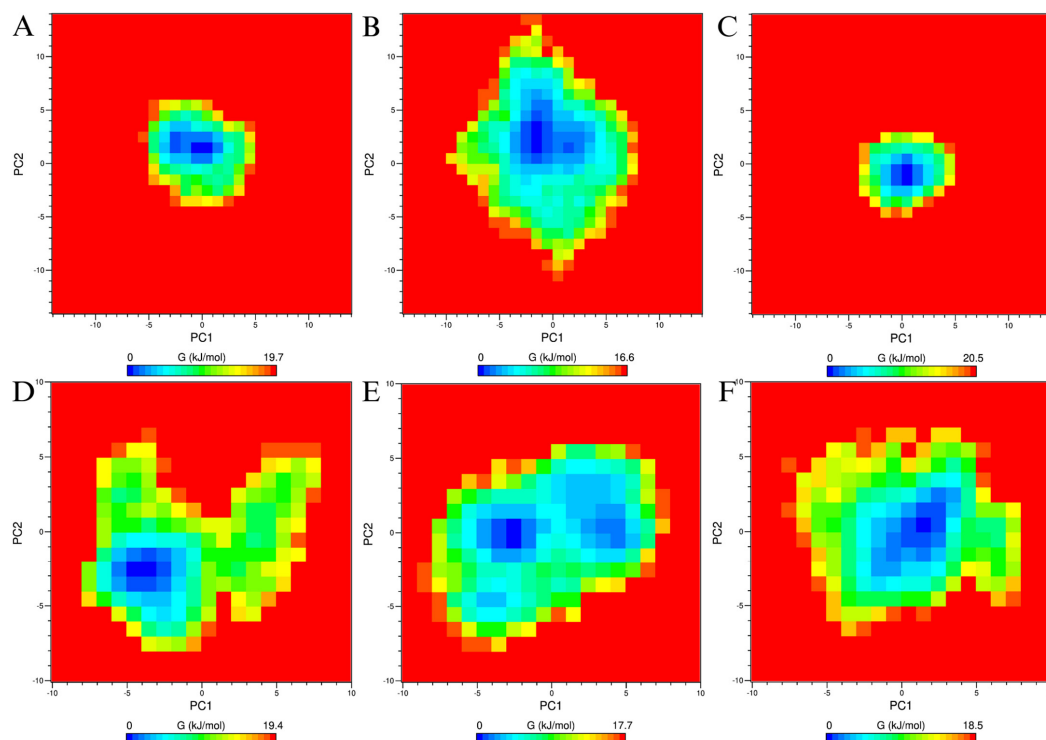 A B C
10 10 10
5 5 5
PC2 0 PC2 0 PC2 0
-5 -5 -5
-10 -10 -10
-10 -5 0 5 10 -10 -5 0 5 10 -10 -5 0 5 10
PC1 PC1 PC1
0 G (kJ/mol) 19.7 0 G (kJ/mol) 16.6 0 G (kJ/mol) 20.5
D E F
10 10 10
5 5 5
PC2 0 PC2 0 PC2 0
-5 -5 -5
-10 -10 -10
-10 -5 0 5 10 -10 -5 0 5 10 -10 -5 0 5 10
PC1 PC1 PC1
0 G (kJ/mol) 19.4 0 G (kJ/mol) 17.7 0 G (kJ/mol) 18.5